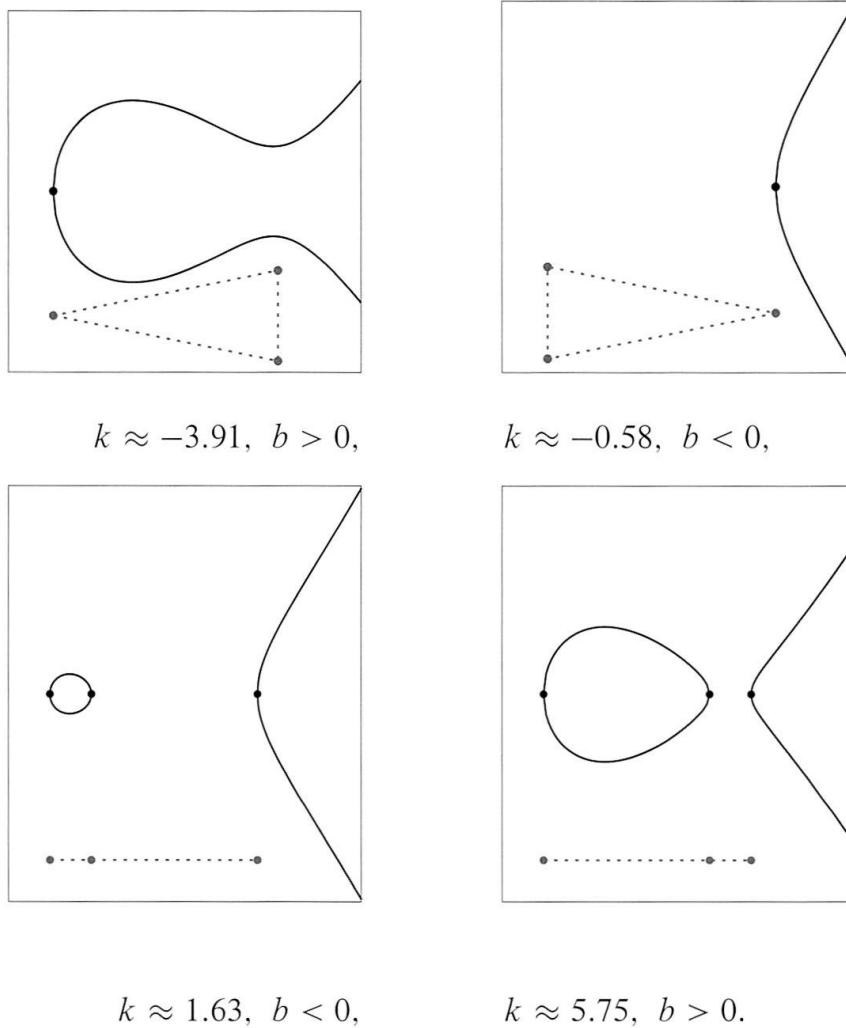 k ≈ −3.91, b > 0,
k ≈ −0.58, b < 0,
k ≈ 1.63, b < 0,
k ≈ 5.75, b > 0.